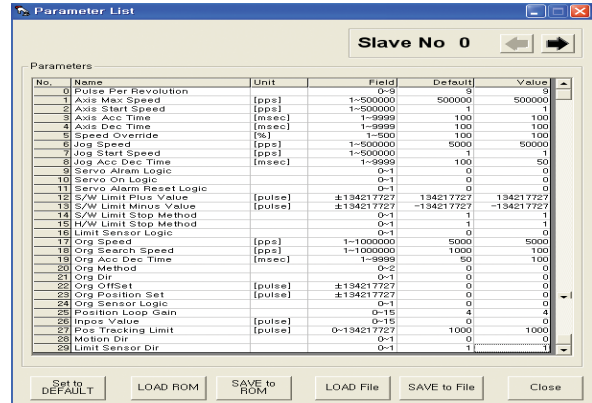 Parameter List
Slave No 0
Parameters
No, Name Unit Field Default Value
0 Pulse Per Revolution 0~9 9 9
1 Axis Max Speed [pps] 1~500000 500000 500000
2 Axis Start Speed [pps] 1~500000 1 1
3 Axis Acc Time [msec] 1~9999 100 100
4 Axis Dec Time [msec] 1~9999 100 100
5 Speed Override [%] 1~500 100 100
6 Jog Speed [pps] 1~500000 5000 50000
7 Jog Start Speed [pps] 1~500000 1 1
8 Jog Acc Dec Time [msec] 1~9999 100 50
9 Servo Alram Logic 0~1 0 0
10 Servo On Logic 0~1 0 0
11 Servo Alarm Reset Logic 0~1 0 0
12 S/W Limit Plus Value [pulse] ±134217727 134217727 134217727
13 S/W Limit Minus Value [pulse] ±134217727 -134217727 -134217727
14 S/W Limit Stop Method 0~1 1 1
15 H/W Limit Stop Method 0~1 1 1
16 Limit Sensor Logic 0~1 0 0
17 Org Speed [pps] 1~1000000 5000 5000
18 Org Search Speed [pps] 1~1000000 1000 100
19 Org Acc Dec Time [msec] 1~9999 50 100
20 Org Method 0~2 0 0
21 Org Dir 0~1 0 0
22 Org OffSet [pulse] ±134217727 0 0
23 Org Position Set [pulse] ±134217727 0 0
24 Org Sensor Logic 0~1 0 0
25 Position Loop Gain 0~15 4 4
26 Inpos Value [pulse] 0~15 0 0
27 Pos Tracking Limit [pulse] 0~134217727 1000 1000
28 Motion Dir 0~1 0 0
29 Limit Sensor Dir 0~1 1 1
Set to DEFAULT LOAD ROM SAVE to ROM LOAD File SAVE to File Close